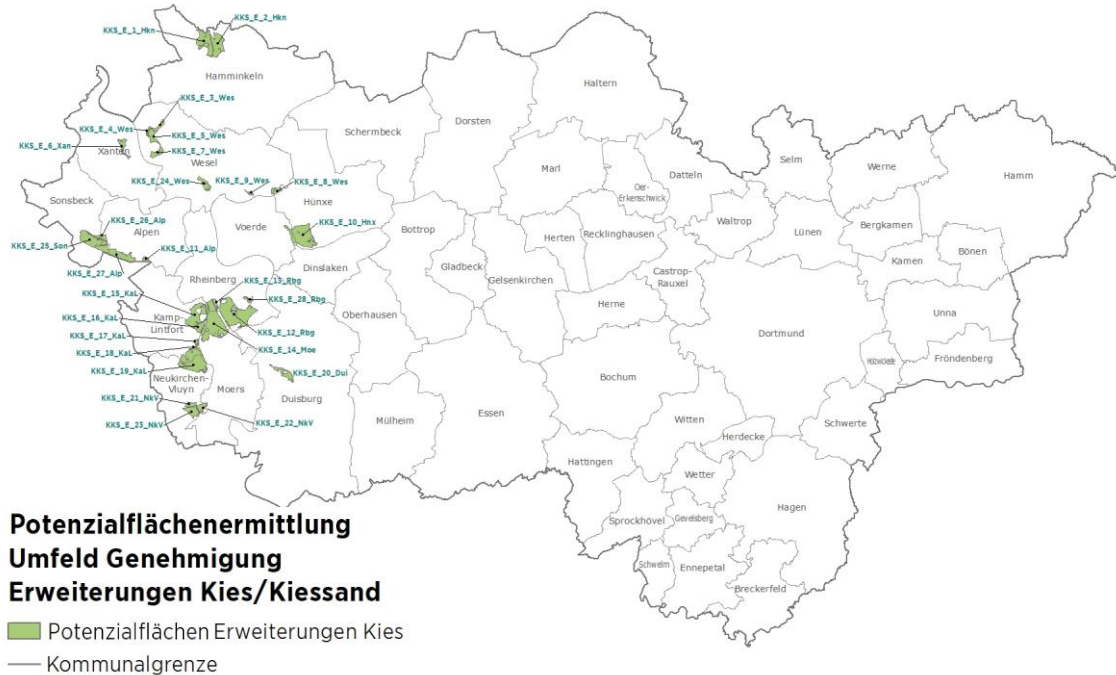 KKS_E_2_Hkn
KKS_E_1_Hkn
Hamminkeln
Haltern
KKS_E_3_Wes
Dorsten
Schermbeck
KKS_E_4_Wes
KKS_E_5_Wes
KKS_E_6_Xan
Xanten
KKS_E_7_Wes
Wesel
Selm
Werne
Marl
Hamm
Datteln
Oer-
Erkenschwick
KKS_E_24_Wes
KKS_E_9_Wes
KKS_E_8_Wes
Sonsbeck
Hünxe
KKS_E_26_Alp
KKS_E_10_Hnx
Alpen
Voerde
Bottrop
Herten
Recklinghausen
Waltrop
Lünen
Bergkamen
Bönen
KKS_E_25_Son
KKS_E_11_Alp
Kamen
KKS_E_27_Alp
Dinslaken
Gladbeck
Gelsenkirchen
Castrop-
Rauxel
Rheinberg
KKS_E_13_Rbg
KKS_E_15_KaL
KKS_E_28_Rbg
Herne
Unna
Kamp-
Lintfort
Oberhausen
KKS_E_16_KaL
KKS_E_12_Rbg
Dortmund
KKS_E_17_KaL
KKS_E_14_Moe
KKS_E_18_KaL
Holzwickede
Fröndenberg
KKS_E_19_KaL
KKS_E_20_Dui
Bochum
Neukirchen-
Vluyn
Moers
Duisburg
KKS_E_21_NkV
Mülheim
Essen
Witten
Schwerte
KKS_E_23_NkV
KKS_E_22_NkV
Herdecke
Hattingen
Wetter
Hagen
Sprockhövel
Gevelsberg
Schwelm
Ennepetal
Breckerfeld
Potenzialflächenermittlung
Umfeld Genehmigung
Erweiterungen Kies/Kiessand
Potenzialflächen Erweiterungen Kies
Kommunalgrenze